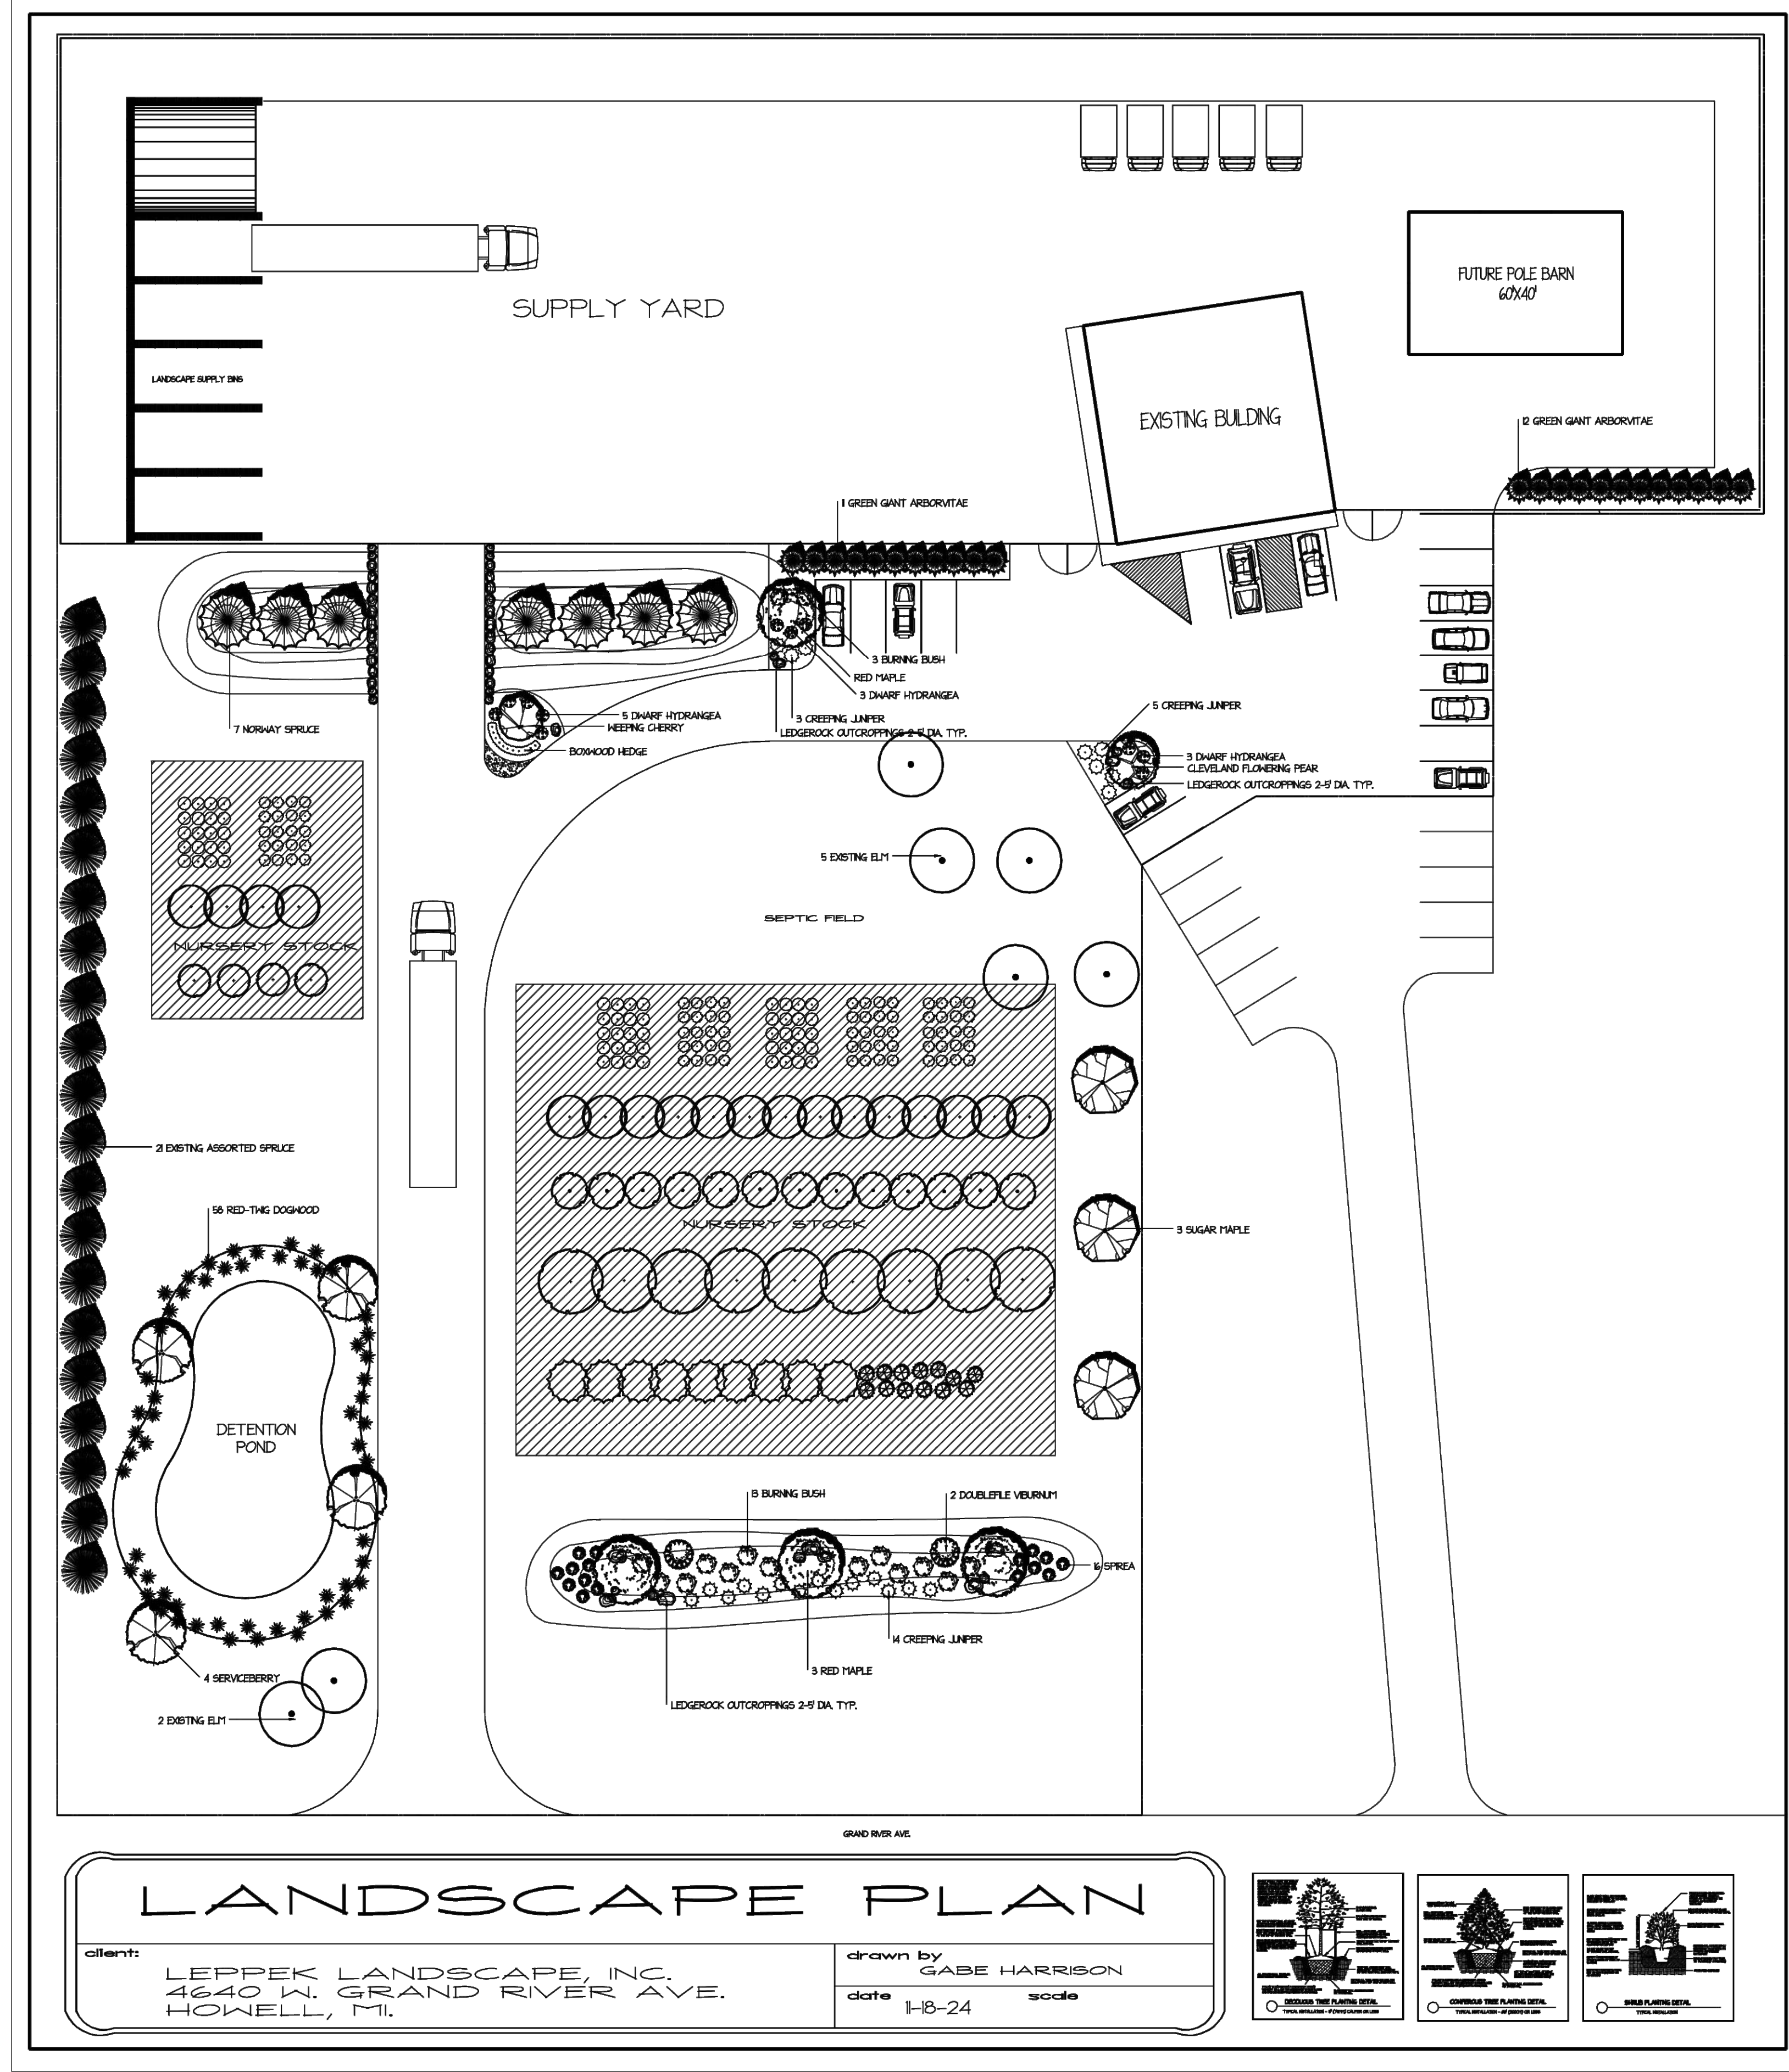 FUTURE POLE BARN
60'X40'
SUPPLY YARD
LANDSCAPE SUPPLY BINS
EXISTING BUILDING
12 GREEN GIANT ARBORVITAE
11 GREEN GIANT ARBORVITAE
3 BURNING BUSH
RED MAPLE
3 DWARF HYDRANGEA
5 CREEPING JUNIPER
5 DWARF HYDRANGEA
3 CREEPING JUNIPER
7 NORWAY SPRUCE
WEEPING CHERRY
LEDGEROCK OUTCROPPINGS 2-5' DIA. TYP.
BOXWOOD HEDGE
3 DWARF HYDRANGEA
CLEVELAND FLOWERING PEAR
LEDGEROCK OUTCROPPINGS 2-5' DIA. TYP.
5 EXISTING ELM
SEPTIC FIELD
NURSERY STOCK
21 EXISTING ASSORTED SPRUCE
58 RED-TWIG DOGWOOD
NURSERY STOCK
3 SUGAR MAPLE
DETENTION
POND
13 BURNING BUSH
2 DOUBLEFILE VIBURNUM
16 SPIREA
14 CREEPING JUNIPER
3 RED MAPLE
4 SERVICEBERRY
LEDGEROCK OUTCROPPINGS 2-5' DIA. TYP.
2 EXISTING ELM
GRAND RIVER AVE.
LANDSCAPE PLAN
client:
LEPPEK LANDSCAPE, INC.
4640 W. GRAND RIVER AVE.
HOWELL, MI.
drawn by
GABE HARRISON
date
scale
11-18-24
DECIDUOUS TREE PLANTING DETAIL
CONIFEROUS TREE PLANTING DETAIL
SHRUB PLANTING DETAIL
TYPICAL INSTALLATION